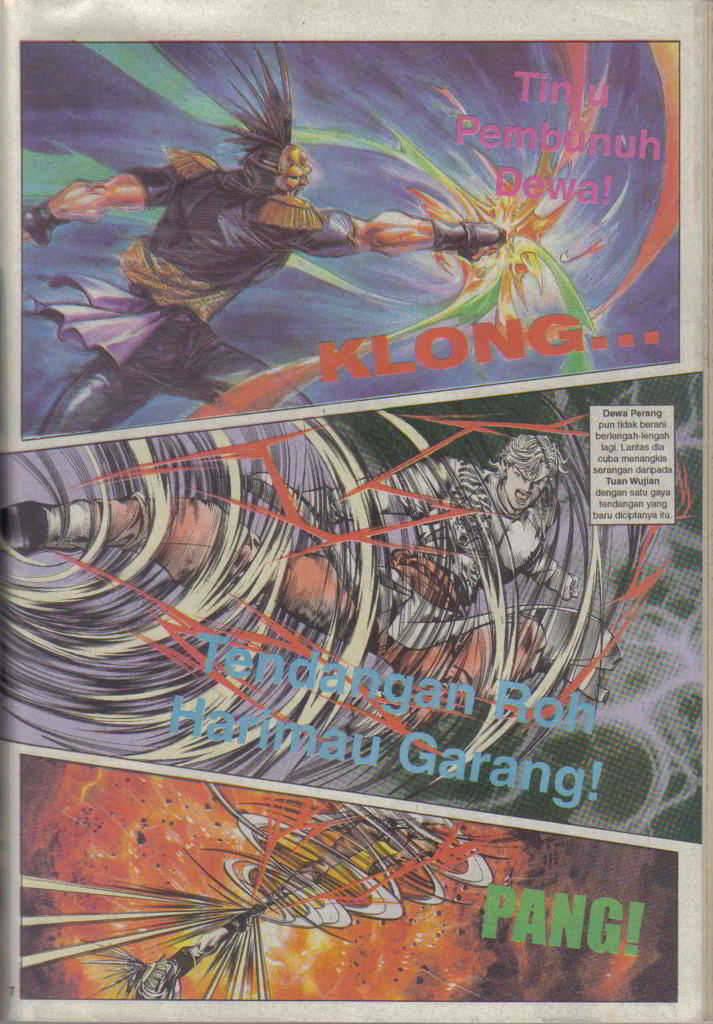 Tinju
Pembunuh
Dewa!
KLONG...
Dewa Perang
pun tidak berani
berlengah-lengah
lagi. Lantas dia
cuba menangkis
serangan daripada
Tuan Wujian
dengan satu gaya
tendangan yang
baru diciptanya itu.
Tendangan Roh
Harimau Garang!
PANG!
7